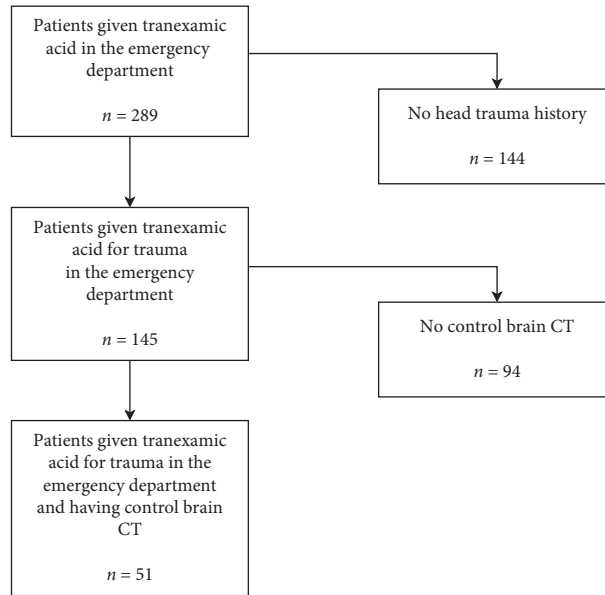 Patients given tranexamic
acid in the emergency
department
n = 289
No head trauma history
n = 144
Patients given tranexamic
acid for trauma
in the emergency
department
n = 145
No control brain CT
n = 94
Patients given tranexamic
acid for trauma in the
emergency department
and having control brain
CT
n = 51